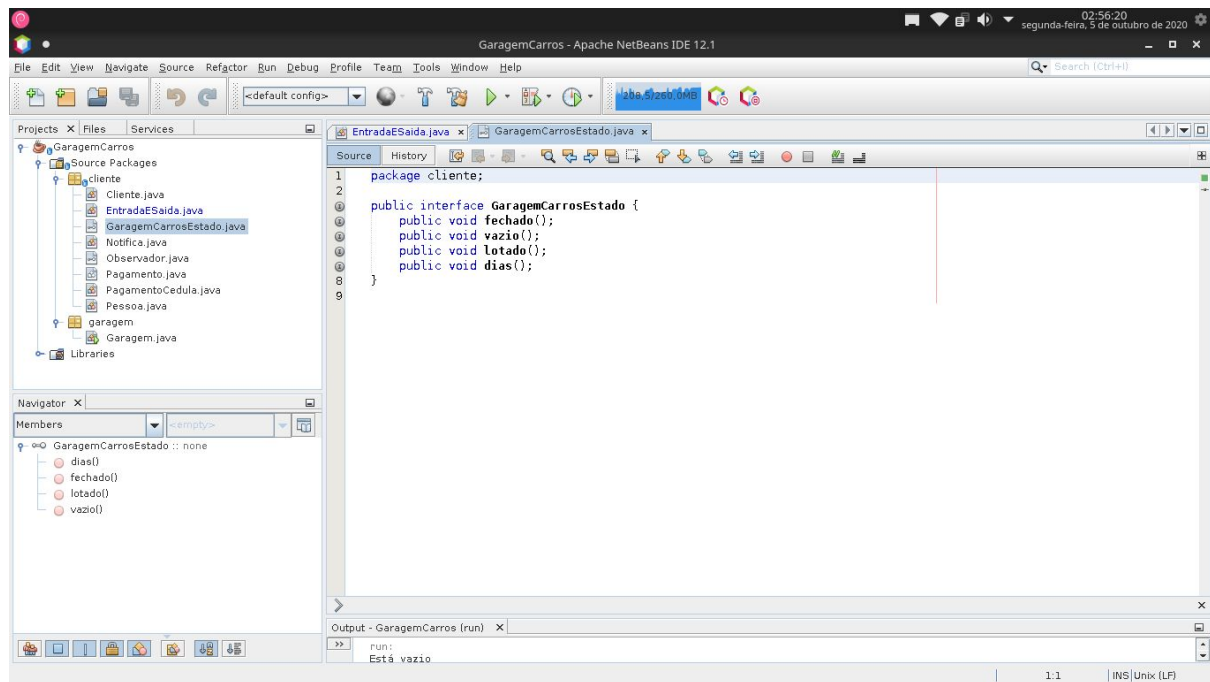 02:56:20
segunda-feira, 5 de outubro de 2020
GaragemCarros - Apache NetBeans IDE 12.1
File Edit View Navigate Source Refactor Run Debug Profile Team Tools Window Help
Search (Ctrl+I)
<default config>
208,5/260,0MB
Projects Files Services
GaragemCarros
Source Packages
cliente
Cliente.java
EntradaESaida.java
GaragemCarrosEstado.java
Notifica.java
Observador.java
Pagamento.java
PagamentoCedula.java
Pessoa.java
garagem
Garagem.java
Libraries
Navigator
Members <empty>
GaragemCarrosEstado :: none
dias()
fechado()
lotado()
vazio()
EntradaESaida.java GaragemCarrosEstado.java
Source History
1 package cliente;
2
public interface GaragemCarrosEstado {
public void fechado();
public void vazio();
public void lotado();
public void dias();
8 }
9
Output - GaragemCarros (run)
run:
Está vazio
1:1 INS Unix (LF)